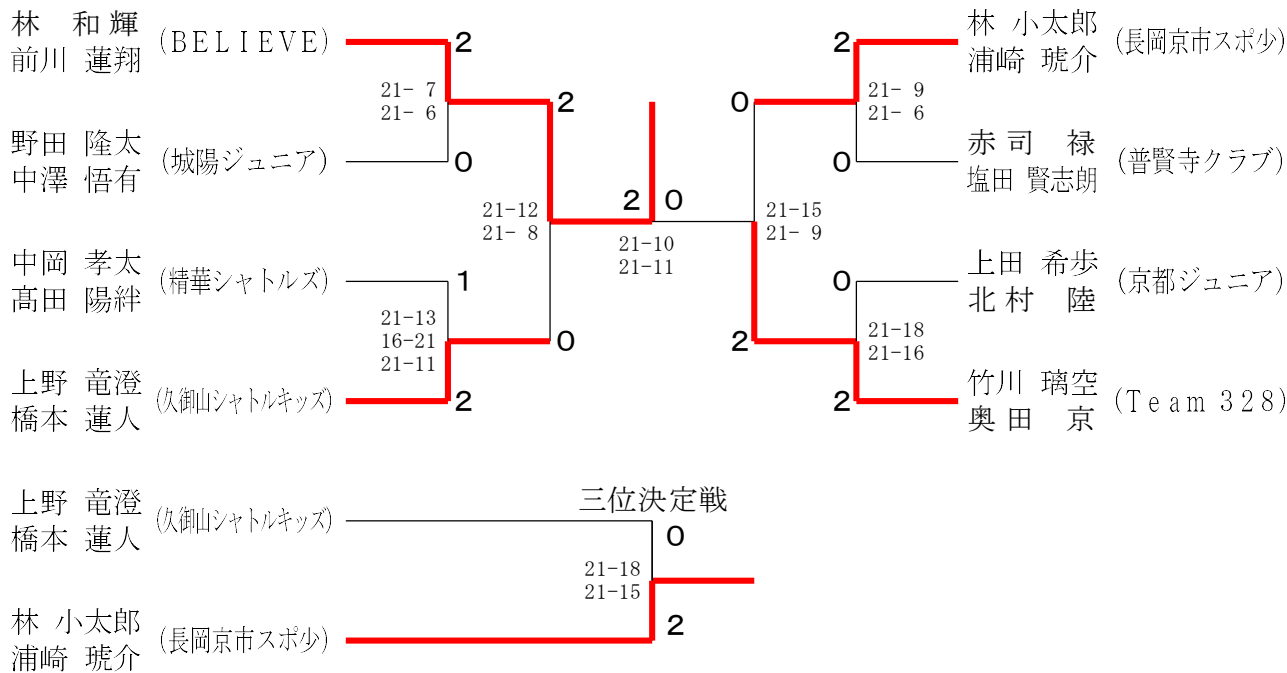 林 和輝
前川 蓮翔
(BELIEVE)
2
21- 7
21- 6
0
野田 隆太
中澤 悟有
(城陽ジュニア)
2
21-12
21- 8
0
中岡 孝太
髙田 陽絆
(精華シャトルズ)
1
21-13
16-21
21-11
2
上野 竜澄
橋本 蓮人
(久御山シャトルキッズ)
2 0
21-10
21-11
林 小太郎
浦崎 琥介
(長岡京市スポ少)
2
21- 9
21- 6
0
赤司 禄
塩田 賢志朗
(普賢寺クラブ)
0
21-15
21- 9
2
上田 希歩
北村 陸
(京都ジュニア)
0
21-18
21-16
2
竹川 璃空
奥田 京
(Team 328)
三位決定戦
上野 竜澄
橋本 蓮人
(久御山シャトルキッズ)
0
21-18
21-15
2
林 小太郎
浦崎 琥介
(長岡京市スポ少)